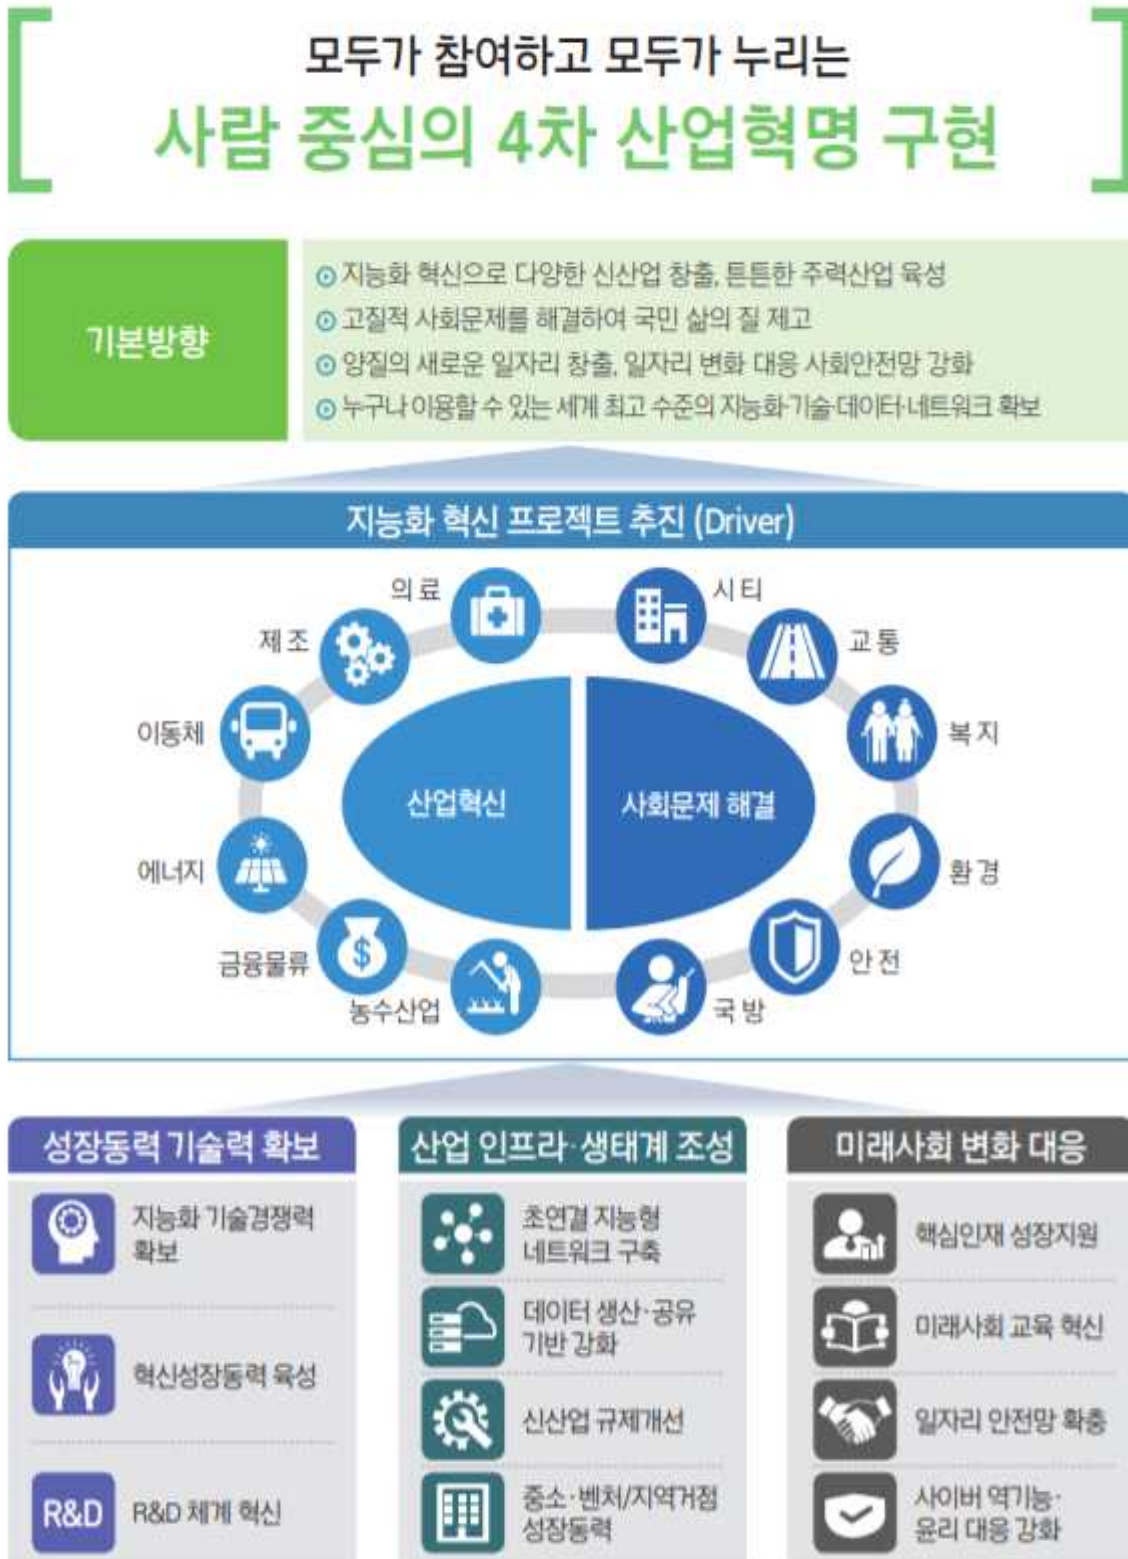 모두가 참여하고 모두가 누리는
사람 중심의 4차 산업혁명 구현
기본방향
지능화 혁신으로 다양한 신산업 창출, 튼튼한 주력산업 육성
고질적 사회문제를 해결하여 국민 삶의 질 제고
양질의 새로운 일자리 창출, 일자리 변화 대응 사회안전망 강화
누구나 이용할 수 있는 세계 최고 수준의 지능화·기술·데이터·네트워크 확보
지능화 혁신 프로젝트 추진 (Driver)
의료
시티
제조
교통
이동체
복지
산업혁신
사회문제 해결
에너지
환경
금융물류
안전
농수산업
국방
성장동력 기술력 확보
지능화 기술경쟁력
확보
혁신성장동력 육성
R&D
R&D 체계 혁신
산업 인프라·생태계 조성
초연결 지능형
네트워크 구축
데이터 생산·공유
기반 강화
신산업 규제개선
중소·벤처/지역거점
성장동력
미래사회 변화 대응
핵심인재 성장지원
미래사회 교육 혁신
일자리 안전망 확충
사이버 역기능·
윤리 대응 강화